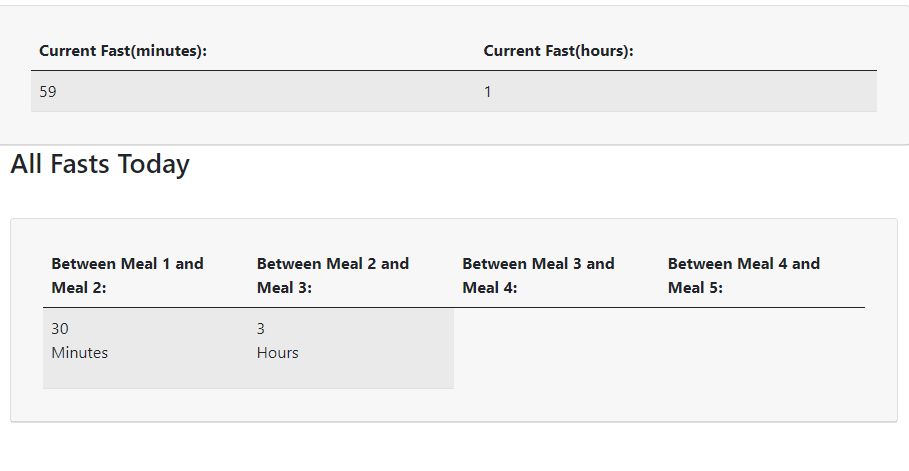 Current Fast(minutes): Current Fast(hours):
59 1
All Fasts Today
Between Meal 1 and Meal 2: Between Meal 2 and Meal 3: Between Meal 3 and Meal 4: Between Meal 4 and Meal 5:
30 Minutes 3 Hours